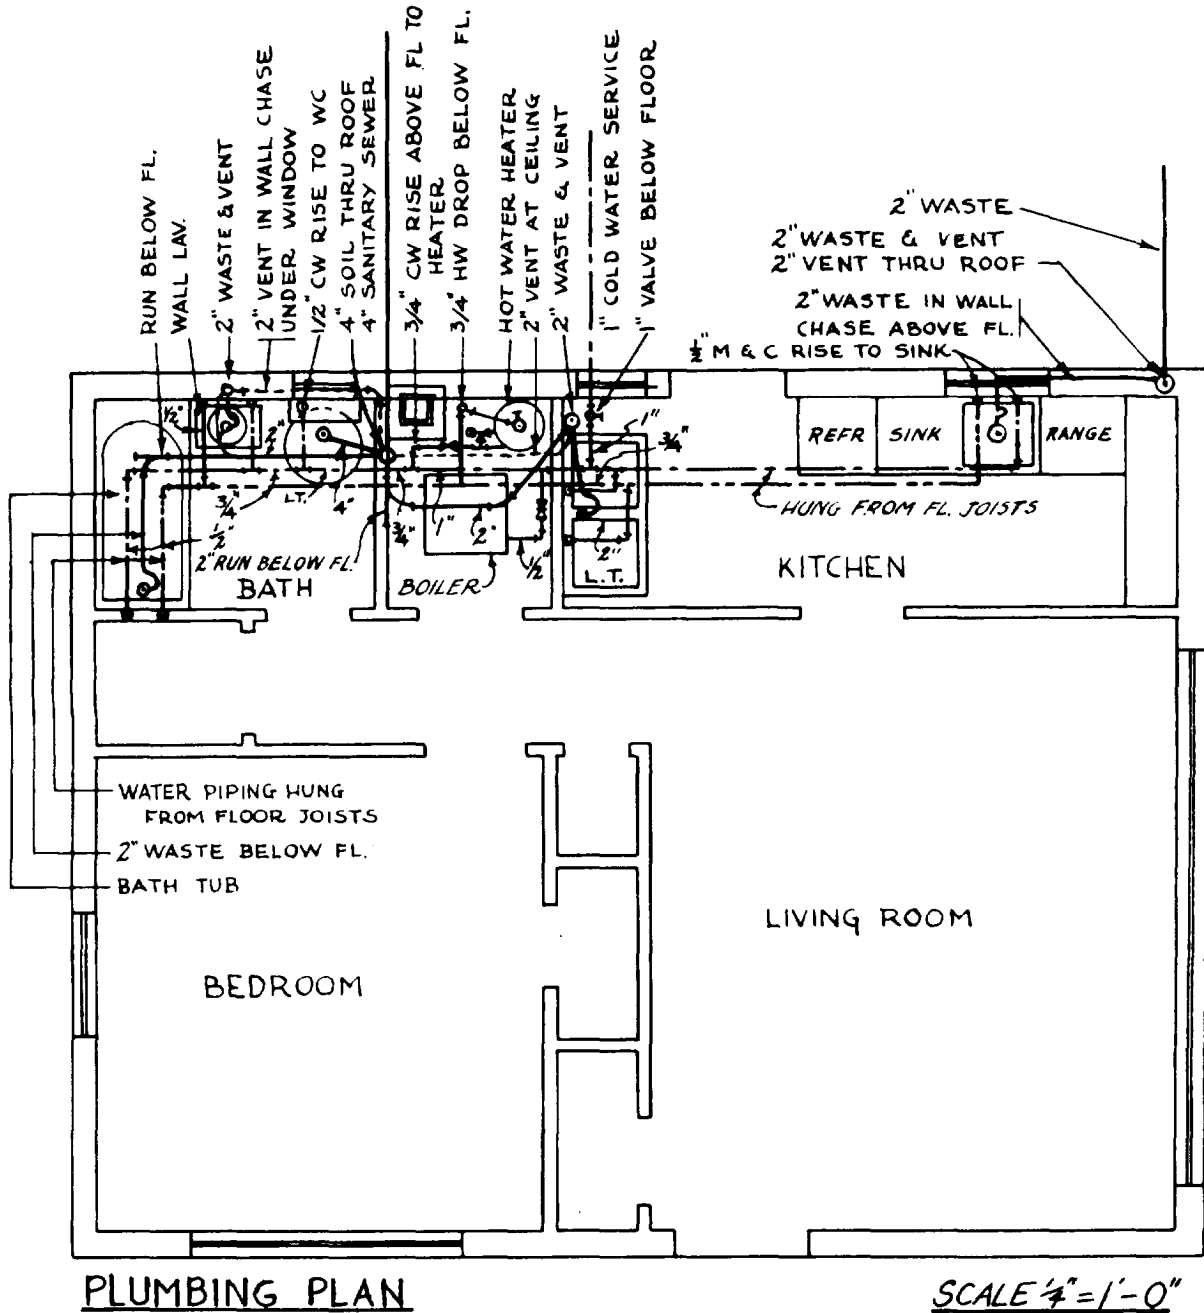 RUN BELOW FL.
WALL LAV.
2" WASTE & VENT
2" VENT IN WALL CHASE
UNDER WINDOW
1/2" CW RISE TO WC
4" SOIL THRU ROOF
4" SANITARY SEWER
3/4" CW RISE ABOVE FL TO
HEATER
3/4" HW DROP BELOW FL.
HOT WATER HEATER
2" VENT AT CEILING
2" WASTE & VENT
1" COLD WATER SERVICE
1" VALVE BELOW FLOOR
2" WASTE
2" WASTE & VENT
2" VENT THRU ROOF
2" WASTE IN WALL
CHASE ABOVE FL.
1/2" M & C RISE TO SINK
1/2"
1/2"
1"
3/4"
REFR
SINK
RANGE
3/4"
L.T.
4"
3/4"
1"
2"
1/2"
2"
1/2"
HUNG FROM FL. JOISTS
2" RUN BELOW FL.
BATH
BOILER
L.T.
KITCHEN
WATER PIPING HUNG
FROM FLOOR JOISTS
2" WASTE BELOW FL.
BATH TUB
LIVING ROOM
BEDROOM
PLUMBING PLAN
SCALE 1/4" = 1'-0"